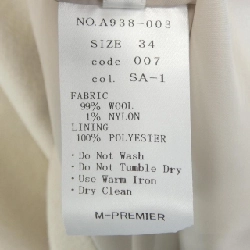 NO.A938-003
SIZE 34
code 007
col. SA-1
FABRIC
99% WOOL
1% NYLON
LINING
100% POLYESTER
・Do Not Wash
・Do Not Tumble Dry
・Use Warm Iron
・Dry Clean
M-PREMIER